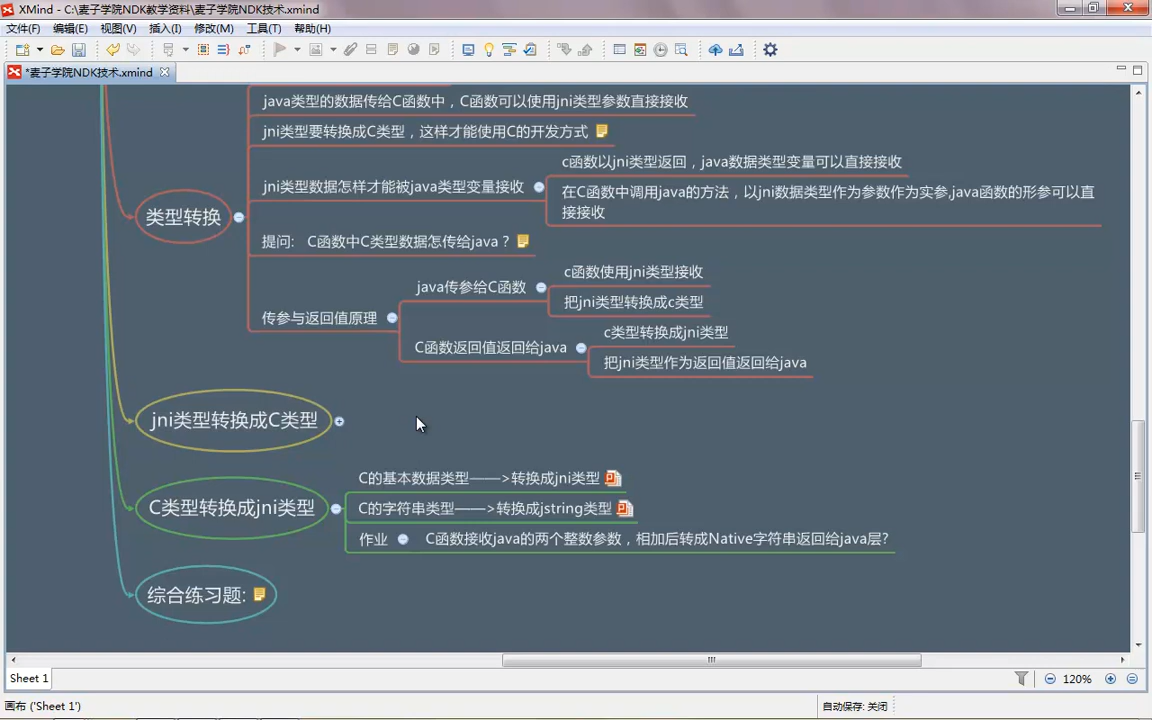 XMind - C:\麦子学院NDK教学资料\麦子学院NDK技术.xmind
文件(F) 编辑(E) 视图(V) 插入(I) 修改(M) 工具(T) 帮助(H)
*麦子学院NDK技术.xmind
java类型的数据传给C函数中，C函数可以使用jni类型参数直接接收
jni类型要转换成C类型，这样才能使用C的开发方式
c函数以jni类型返回，java数据类型变量可以直接接收
jni类型数据怎样才能被java类型变量接收
在C函数中调用java的方法，以jni数据类型作为参数作为实参,java函数的形参可以直
接接收
类型转换
提问: C函数中C类型数据怎传给java？
c函数使用jni类型接收
java传参给C函数
把jni类型转换成c类型
传参与返回值原理
c类型转换成jni类型
C函数返回值返回给java
把jni类型作为返回值返回给java
jni类型转换成C类型
C的基本数据类型——>转换成jni类型
C类型转换成jni类型
C的字符串类型——>转换成jstring类型
作业 C函数接收java的两个整数参数，相加后转成Native字符串返回给java层?
综合练习题:
Sheet 1
120%
画布 ('Sheet 1')
自动保存: 关闭